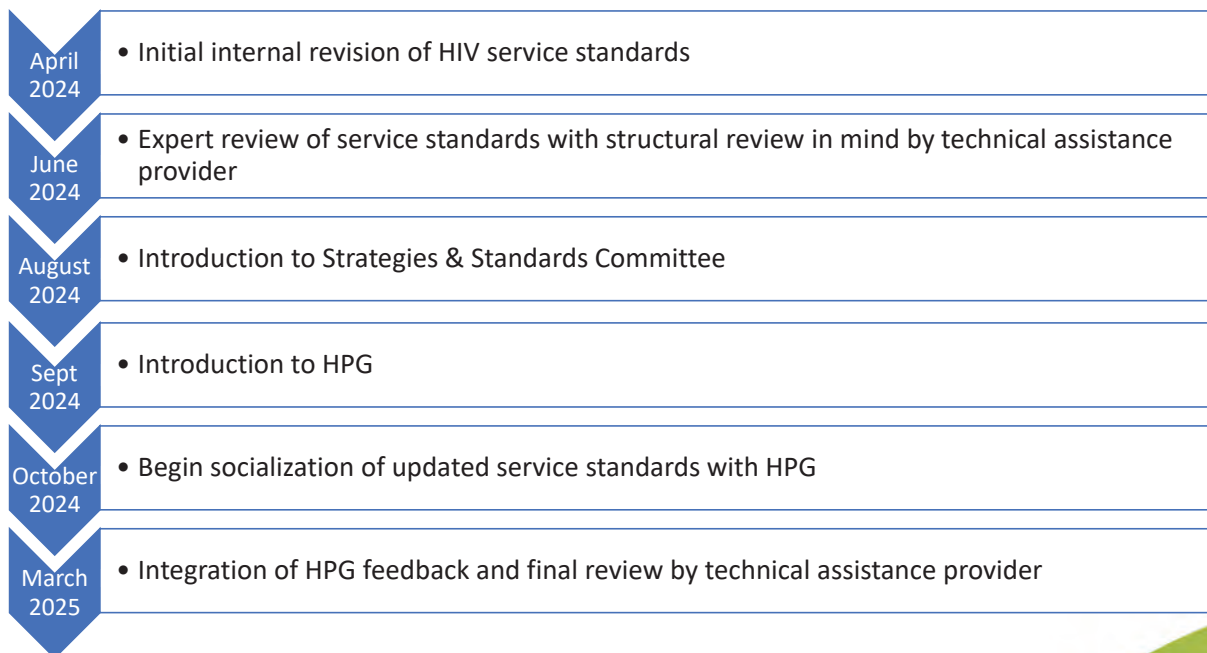 April
2024
• Initial internal revision of HIV service standards
June
2024
• Expert review of service standards with structural review in mind by technical assistance
provider
August
2024
• Introduction to Strategies & Standards Committee
Sept
2024
• Introduction to HPG
October
2024
• Begin socialization of updated service standards with HPG
March
2025
• Integration of HPG feedback and final review by technical assistance provider